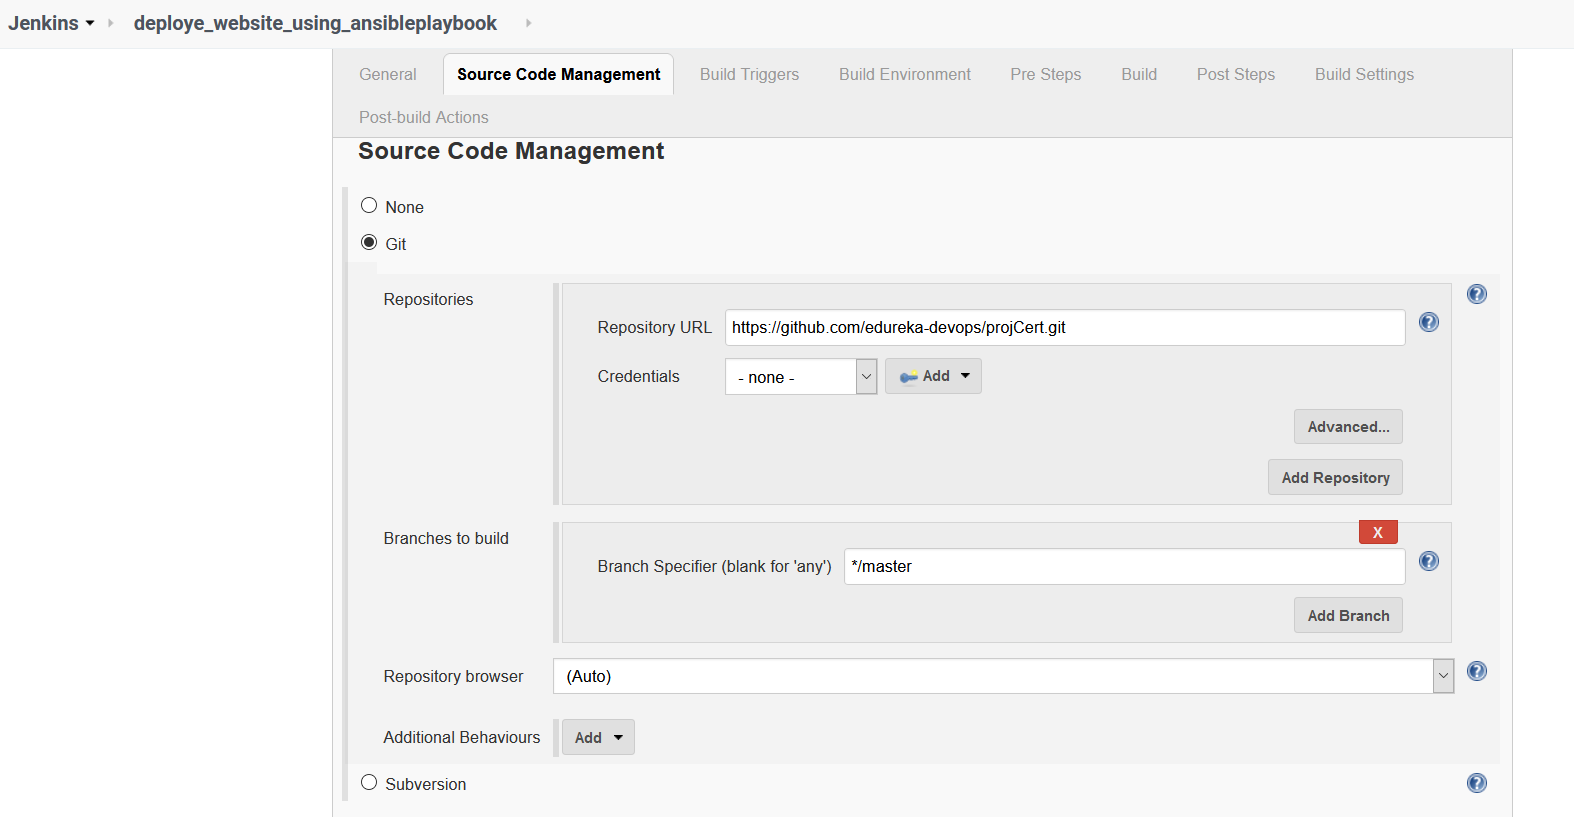 Jenkins deploye_website_using_ansibleplaybook
General Source Code Management Build Triggers Build Environment Pre Steps Build Post Steps Build Settings
Post-build Actions
Source Code Management
None
Git
Repositories
?
Repository URL https://github.com/edureka-devops/projCert.git ?
Credentials - none - Add
Advanced...
Add Repository
Branches to build
X
Branch Specifier (blank for 'any') */master ?
Add Branch
Repository browser (Auto) ?
Additional Behaviours Add
Subversion ?